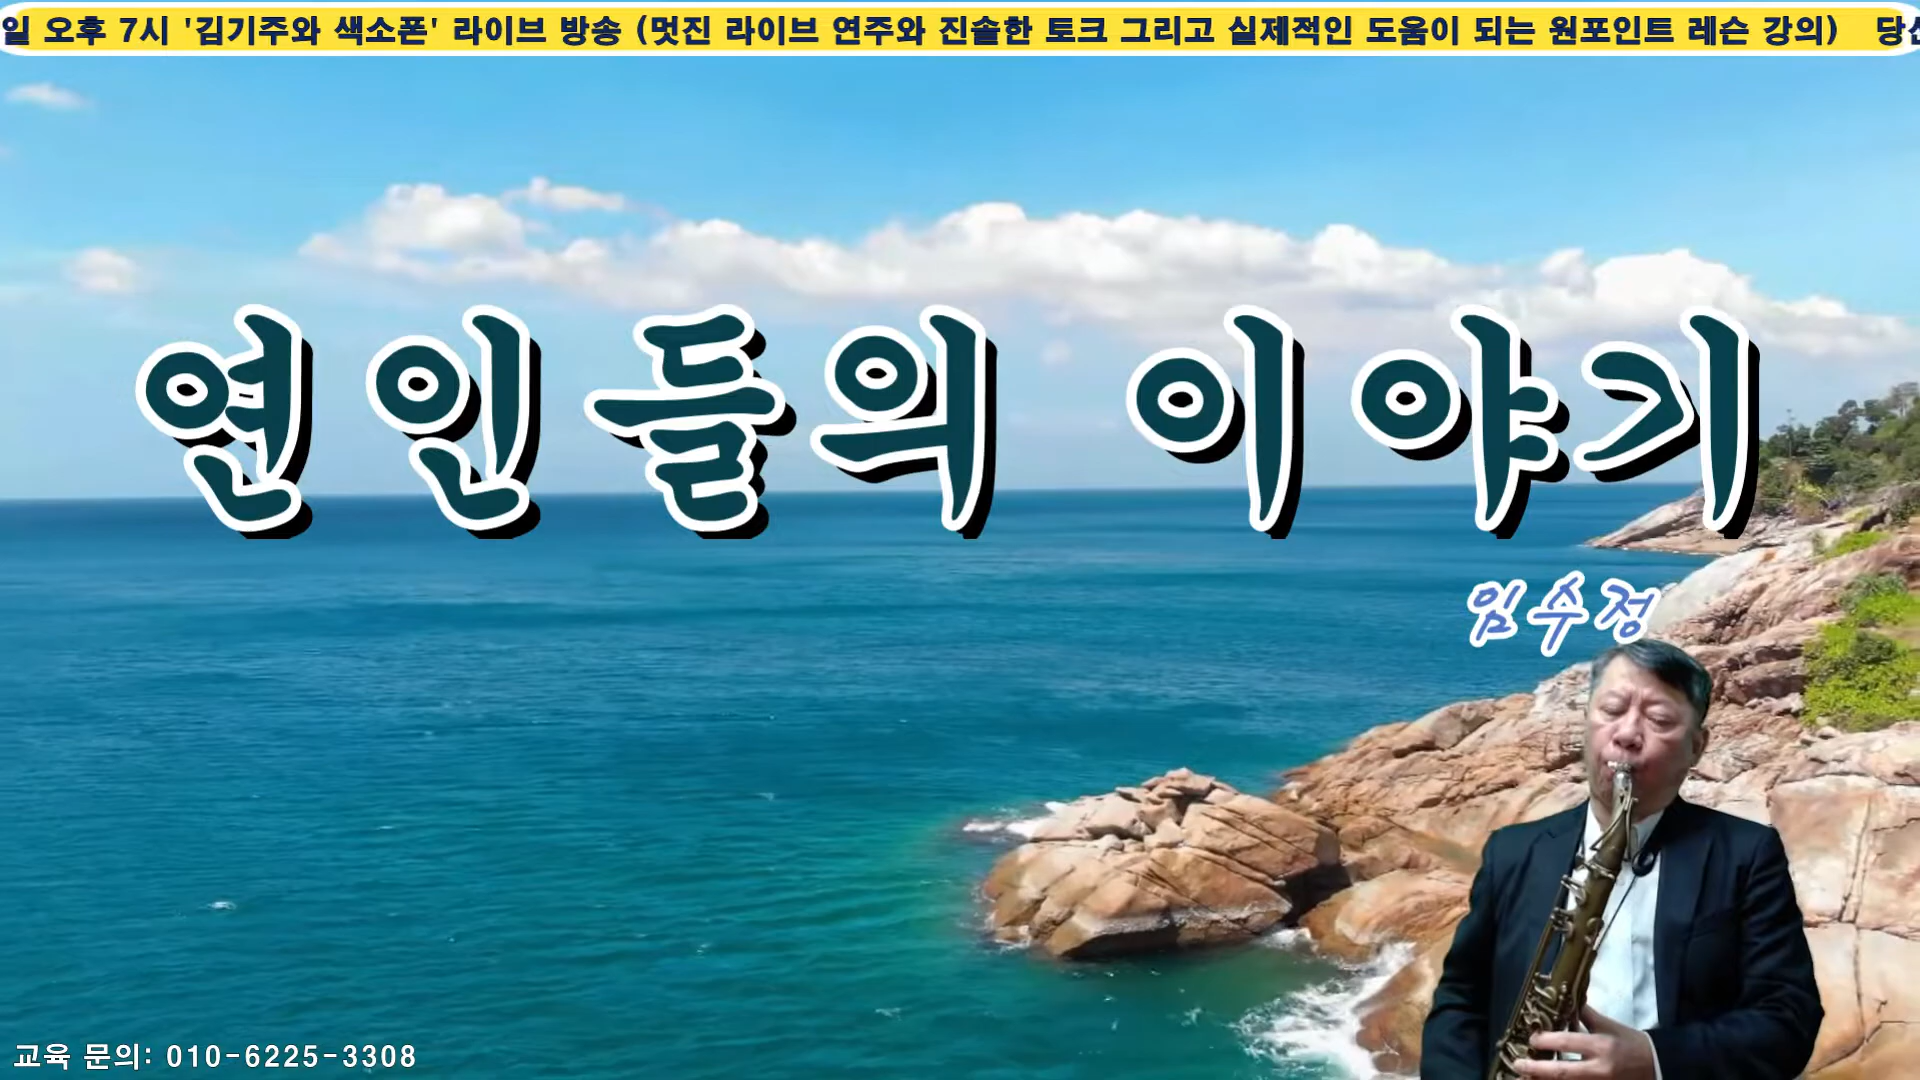 일 오후 7시 '김기주와 색소폰' 라이브 방송 (멋진 라이브 연주와 진솔한 토크 그리고 실제적인 도움이 되는 원포인트 레슨 강의)
연인들의 이야기
임수정
교육 문의: 010-6225-3308